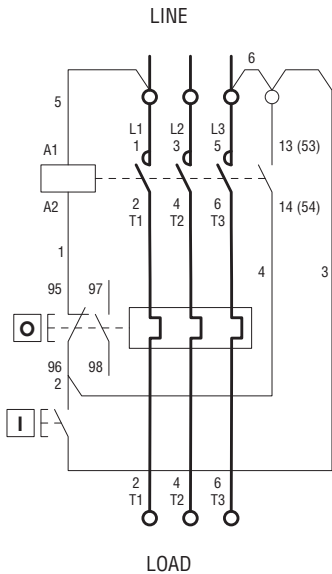 LINE
6
5
L1 L2 L3
1 3 5
13 (53)
A1
A2
2 4 6
T1 T2 T3
14 (54)
1
4
3
95 97
O
96 98
2
I
2 4 6
T1 T2 T3
LOAD